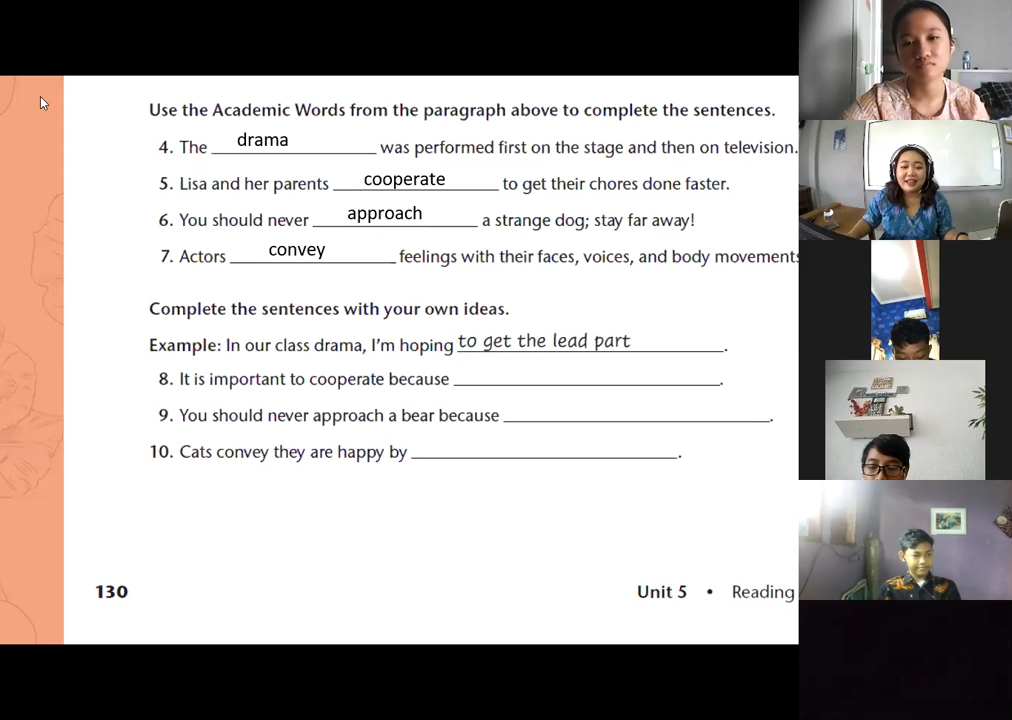 Use the Academic Words from the paragraph above to complete the sentences.
4. The drama was performed first on the stage and then on television.
5. Lisa and her parents cooperate to get their chores done faster.
6. You should never approach a strange dog; stay far away!
7. Actors convey feelings with their faces, voices, and body movements
Complete the sentences with your own ideas.
Example: In our class drama, I'm hoping to get the lead part.
8. It is important to cooperate because ____.
9. You should never approach a bear because ____.
10. Cats convey they are happy by ____.
130 Unit 5 • Reading